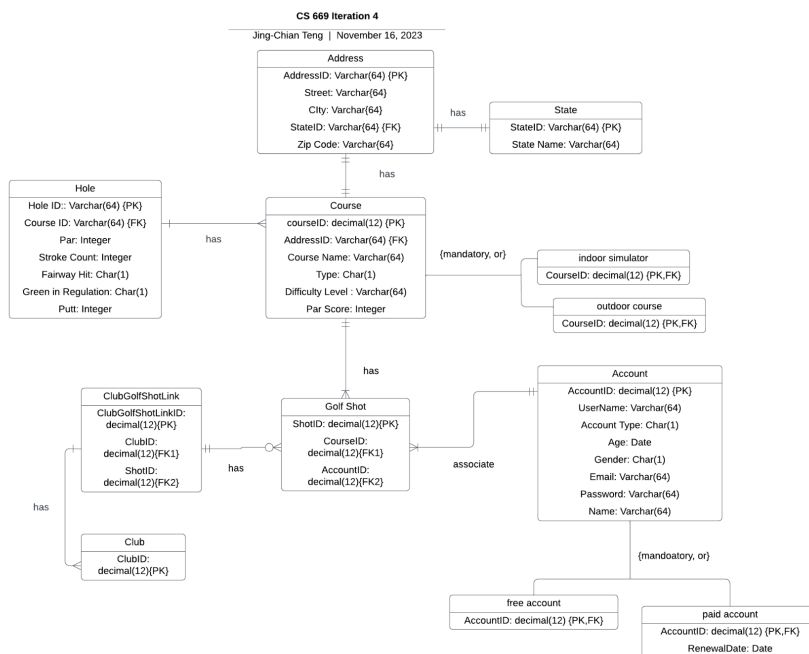 CS 669 Iteration 4
Jing-Chian Teng | November 16, 2023
Address
AddressID: Varchar(64) {PK}
Street: Varchar{64}
CIty: Varchar{64}
StateID: Varchar{64} {FK}
Zip Code: Varchar{64}
has
State
StateID: Varchar(64) {PK}
State Name: Varchar(64)
has
Hole
Hole ID:: Varchar(64) {PK}
Course ID: Varchar(64) {FK}
Par: Integer
Stroke Count: Integer
Fairway Hit: Char(1)
Green in Regulation: Char(1)
Putt: Integer
has
Course
courseID: decimal(12) {PK}
AddressID: Varchar(64) {FK}
Course Name: Varchar(64)
Type: Char(1)
Difficulty Level : Varchar(64)
Par Score: Integer
{mandatory, or}
indoor simulator
CourseID: decimal(12) {PK,FK}
outdoor course
CourseID: decimal(12) {PK,FK}
has
ClubGolfShotLink
ClubGolfShotLinkID:
decimal(12){PK}
ClubID:
decimal(12){FK1}
ShotID:
decimal(12){FK2}
has
Golf Shot
ShotID: decimal(12){PK}
CourseID:
decimal(12){FK1}
AccountID:
decimal(12){FK2}
associate
Account
AccountID: decimal(12) {PK}
UserName: Varchar(64)
Account Type: Char(1)
Age: Date
Gender: Char(1)
Email: Varchar(64)
Password: Varchar(64)
Name: Varchar(64)
has
Club
ClubID:
decimal(12){PK}
{mandoatory, or}
free account
AccountID: decimal(12) {PK,FK}
paid account
AccountID: decimal(12) {PK,FK}
RenewalDate: Date